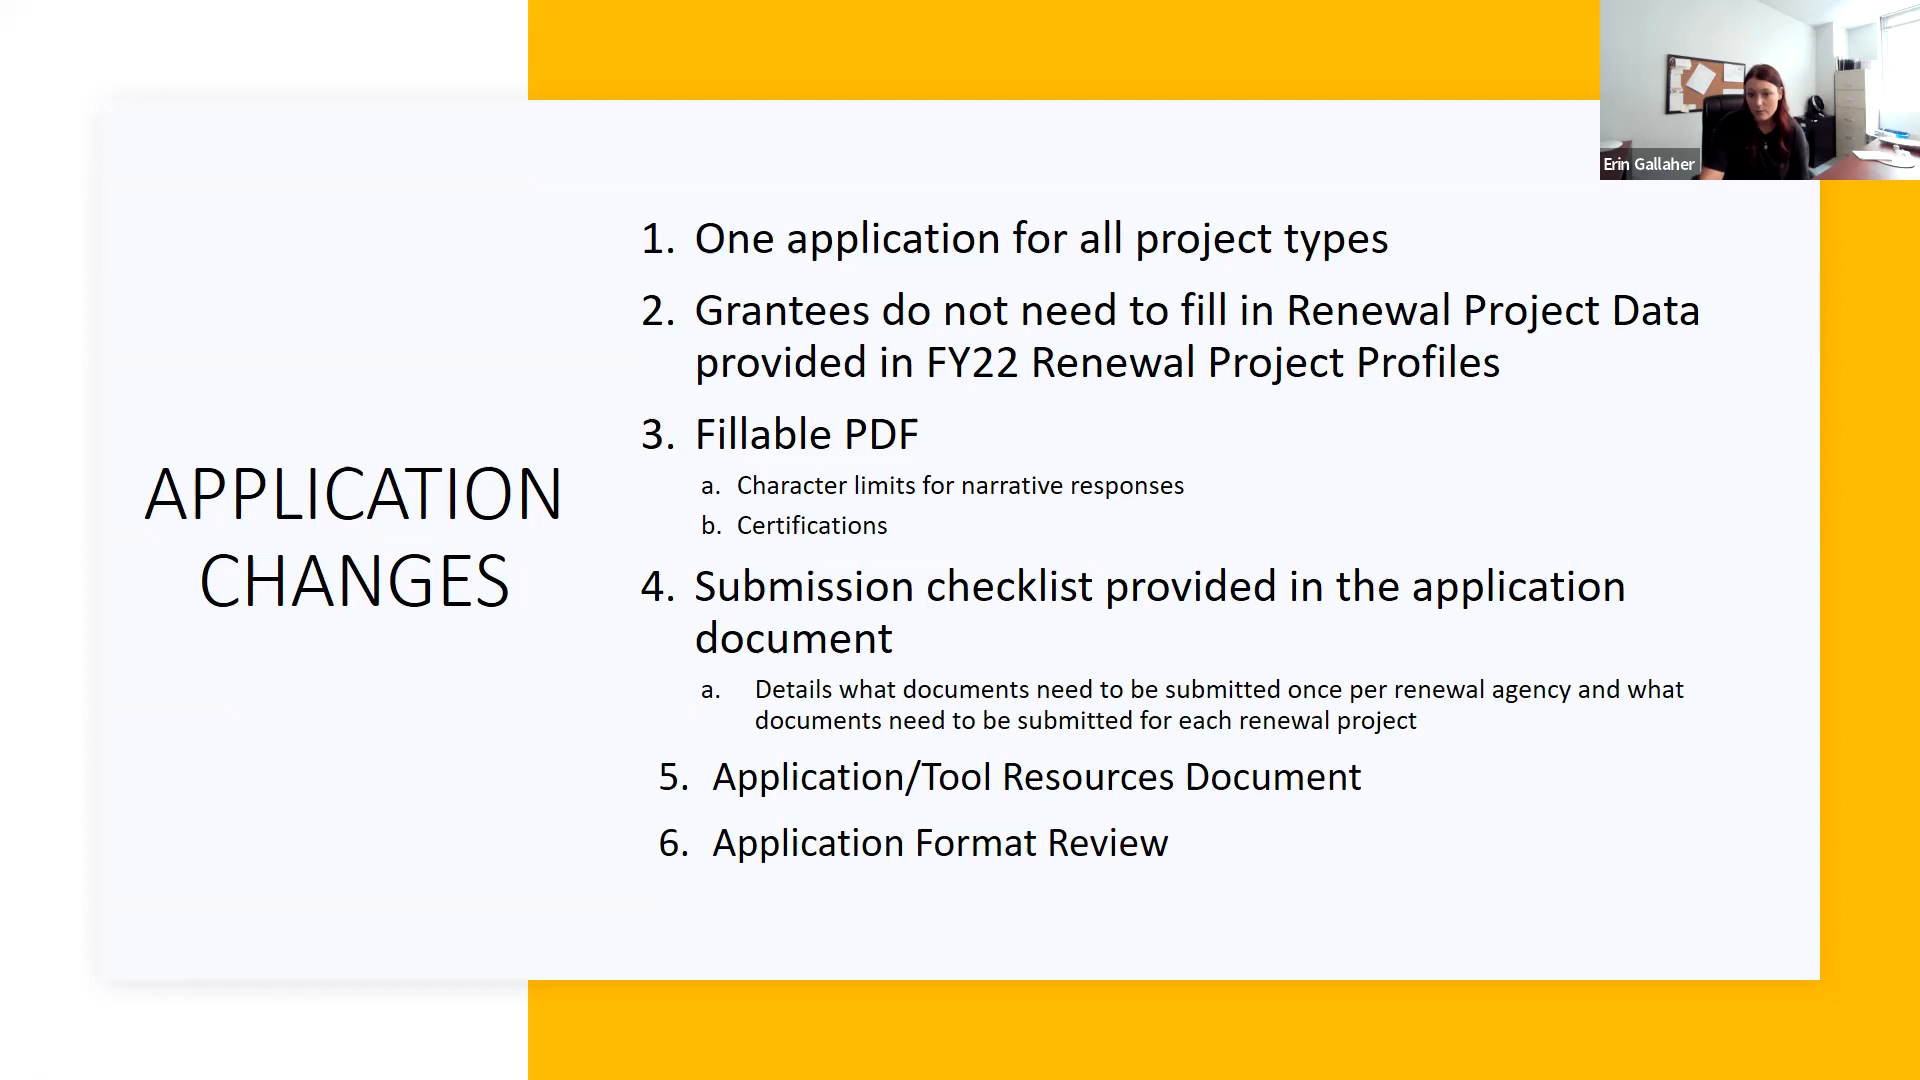 Erin Gallaher
APPLICATION
CHANGES
1. One application for all project types
2. Grantees do not need to fill in Renewal Project Data
provided in FY22 Renewal Project Profiles
3. Fillable PDF
a. Character limits for narrative responses
b. Certifications
4. Submission checklist provided in the application
document
a. Details what documents need to be submitted once per renewal agency and what
documents need to be submitted for each renewal project
5. Application/Tool Resources Document
6. Application Format Review